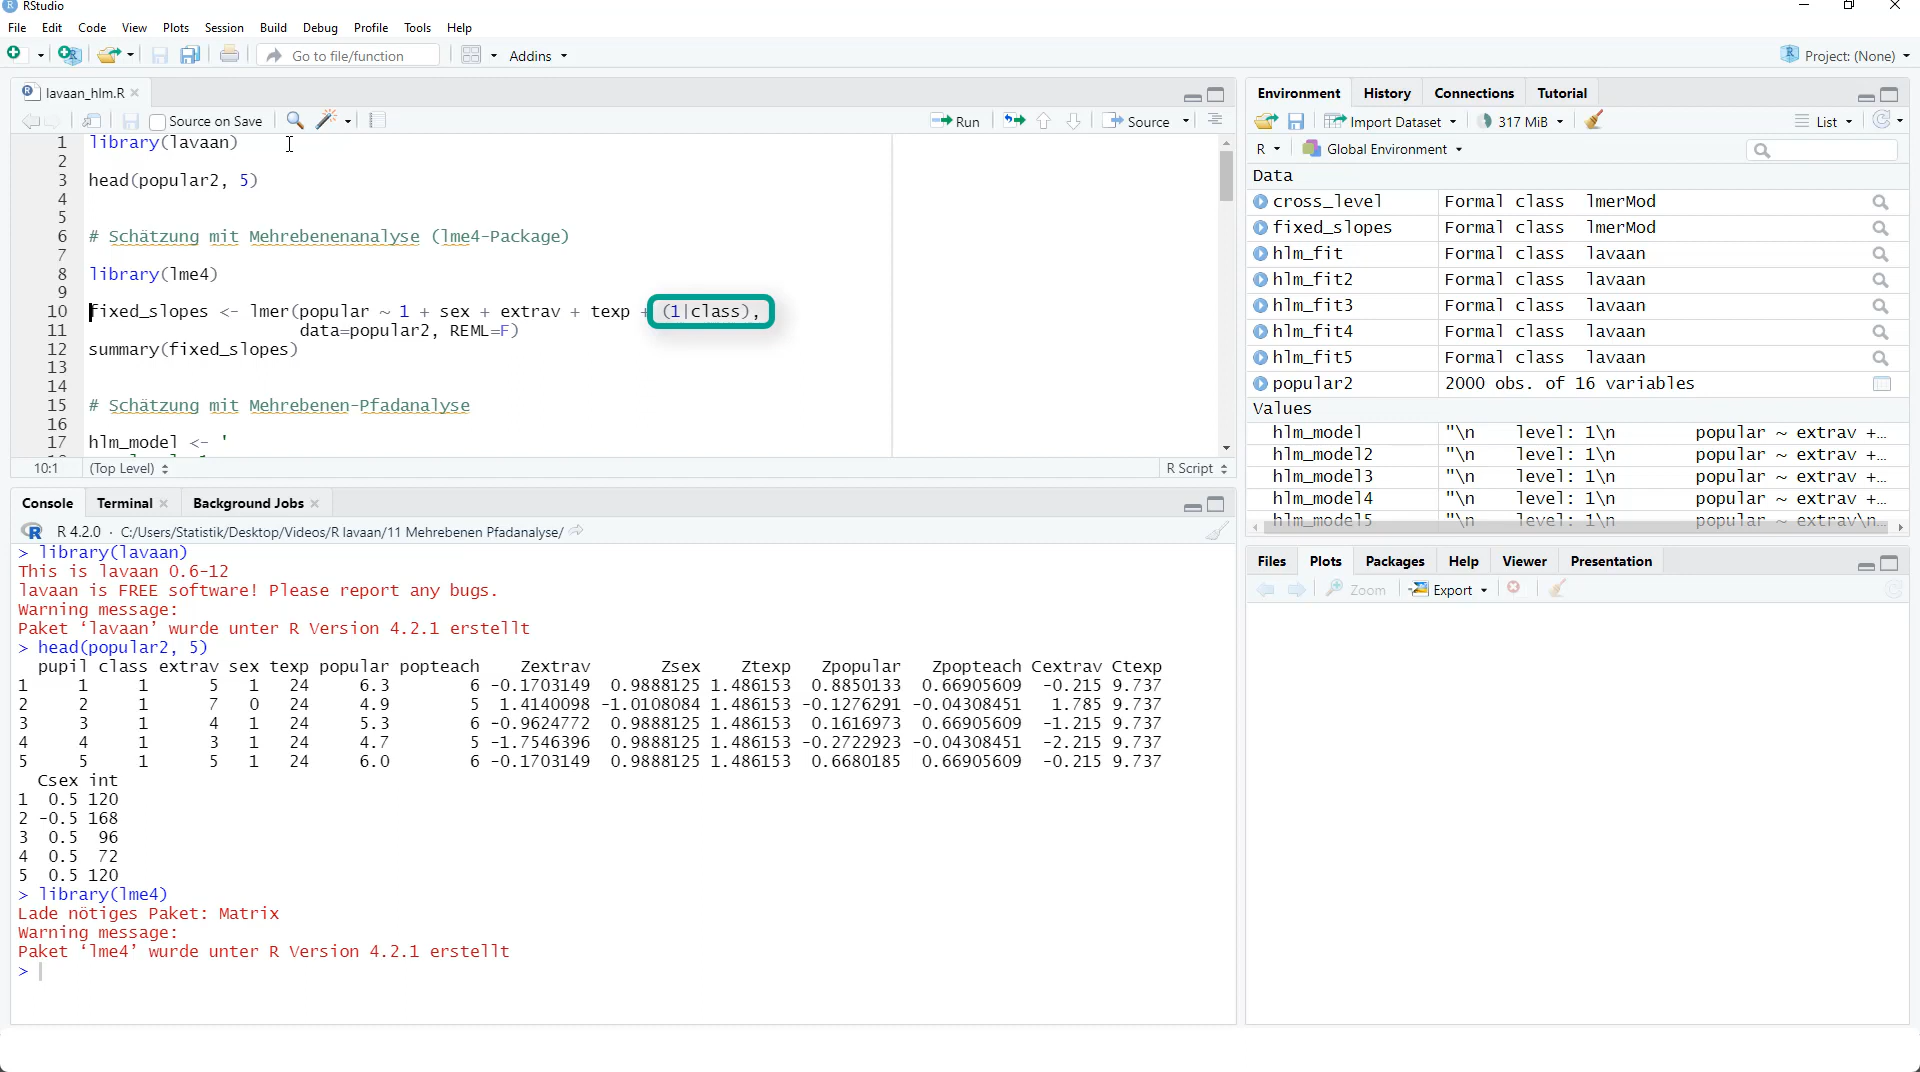 RStudio
File Edit Code View Plots Session Build Debug Profile Tools Help
Go to file/function Addins Project: (None)
lavaan_hlm.R
Source on Save Run Source
1 library(lavaan)
2
3 head(popular2, 5)
4
5
6 # Schätzung mit Mehrebenenanalyse (lme4-Package)
7
8 library(lme4)
9
10 fixed_slopes <- lmer(popular ~ 1 + sex + extrav + texp + (1|class),
11 data=popular2, REML=F)
12 summary(fixed_slopes)
13
14
15 # Schätzung mit Mehrebenen-Pfadanalyse
16
17 hlm_model <- '
10:1 (Top Level) R Script
Console Terminal Background Jobs
R 4.2.0 · C:/Users/Statistik/Desktop/Videos/R lavaan/11 Mehrebenen Pfadanalyse/
> library(lavaan)
This is lavaan 0.6-12
lavaan is FREE software! Please report any bugs.
Warning message:
Paket ‘lavaan’ wurde unter R Version 4.2.1 erstellt
> head(popular2, 5)
pupil class extrav sex texp popular popteach Zextrav Zsex Ztexp Zpopular Zpopteach Cextrav Ctexp
1 1 1 5 1 24 6.3 6 -0.1703149 0.9888125 1.486153 0.8850133 0.66905609 -0.215 9.737
2 2 1 7 0 24 4.9 5 1.4140098 -1.0108084 1.486153 -0.1276291 -0.04308451 1.785 9.737
3 3 1 4 1 24 5.3 6 -0.9624772 0.9888125 1.486153 0.1616973 0.66905609 -1.215 9.737
4 4 1 3 1 24 4.7 5 -1.7546396 0.9888125 1.486153 -0.2722923 -0.04308451 -2.215 9.737
5 5 1 5 1 24 6.0 6 -0.1703149 0.9888125 1.486153 0.6680185 0.66905609 -0.215 9.737
Csex int
1 0.5 120
2 -0.5 168
3 0.5 96
4 0.5 72
5 0.5 120
> library(lme4)
Lade nötiges Paket: Matrix
Warning message:
Paket ‘lme4’ wurde unter R Version 4.2.1 erstellt
>
Environment History Connections Tutorial
Import Dataset 317 MiB List
R Global Environment
Data
cross_level Formal class lmerMod
fixed_slopes Formal class lmerMod
hlm_fit Formal class lavaan
hlm_fit2 Formal class lavaan
hlm_fit3 Formal class lavaan
hlm_fit4 Formal class lavaan
hlm_fit5 Formal class lavaan
popular2 2000 obs. of 16 variables
Values
hlm_model "\n level: 1\n popular ~ extrav +…
hlm_model2 "\n level: 1\n popular ~ extrav +…
hlm_model3 "\n level: 1\n popular ~ extrav +…
hlm_model4 "\n level: 1\n popular ~ extrav +…
hlm_model5 "\n level: 1\n popular ~ extrav\n…
Files Plots Packages Help Viewer Presentation
Zoom Export